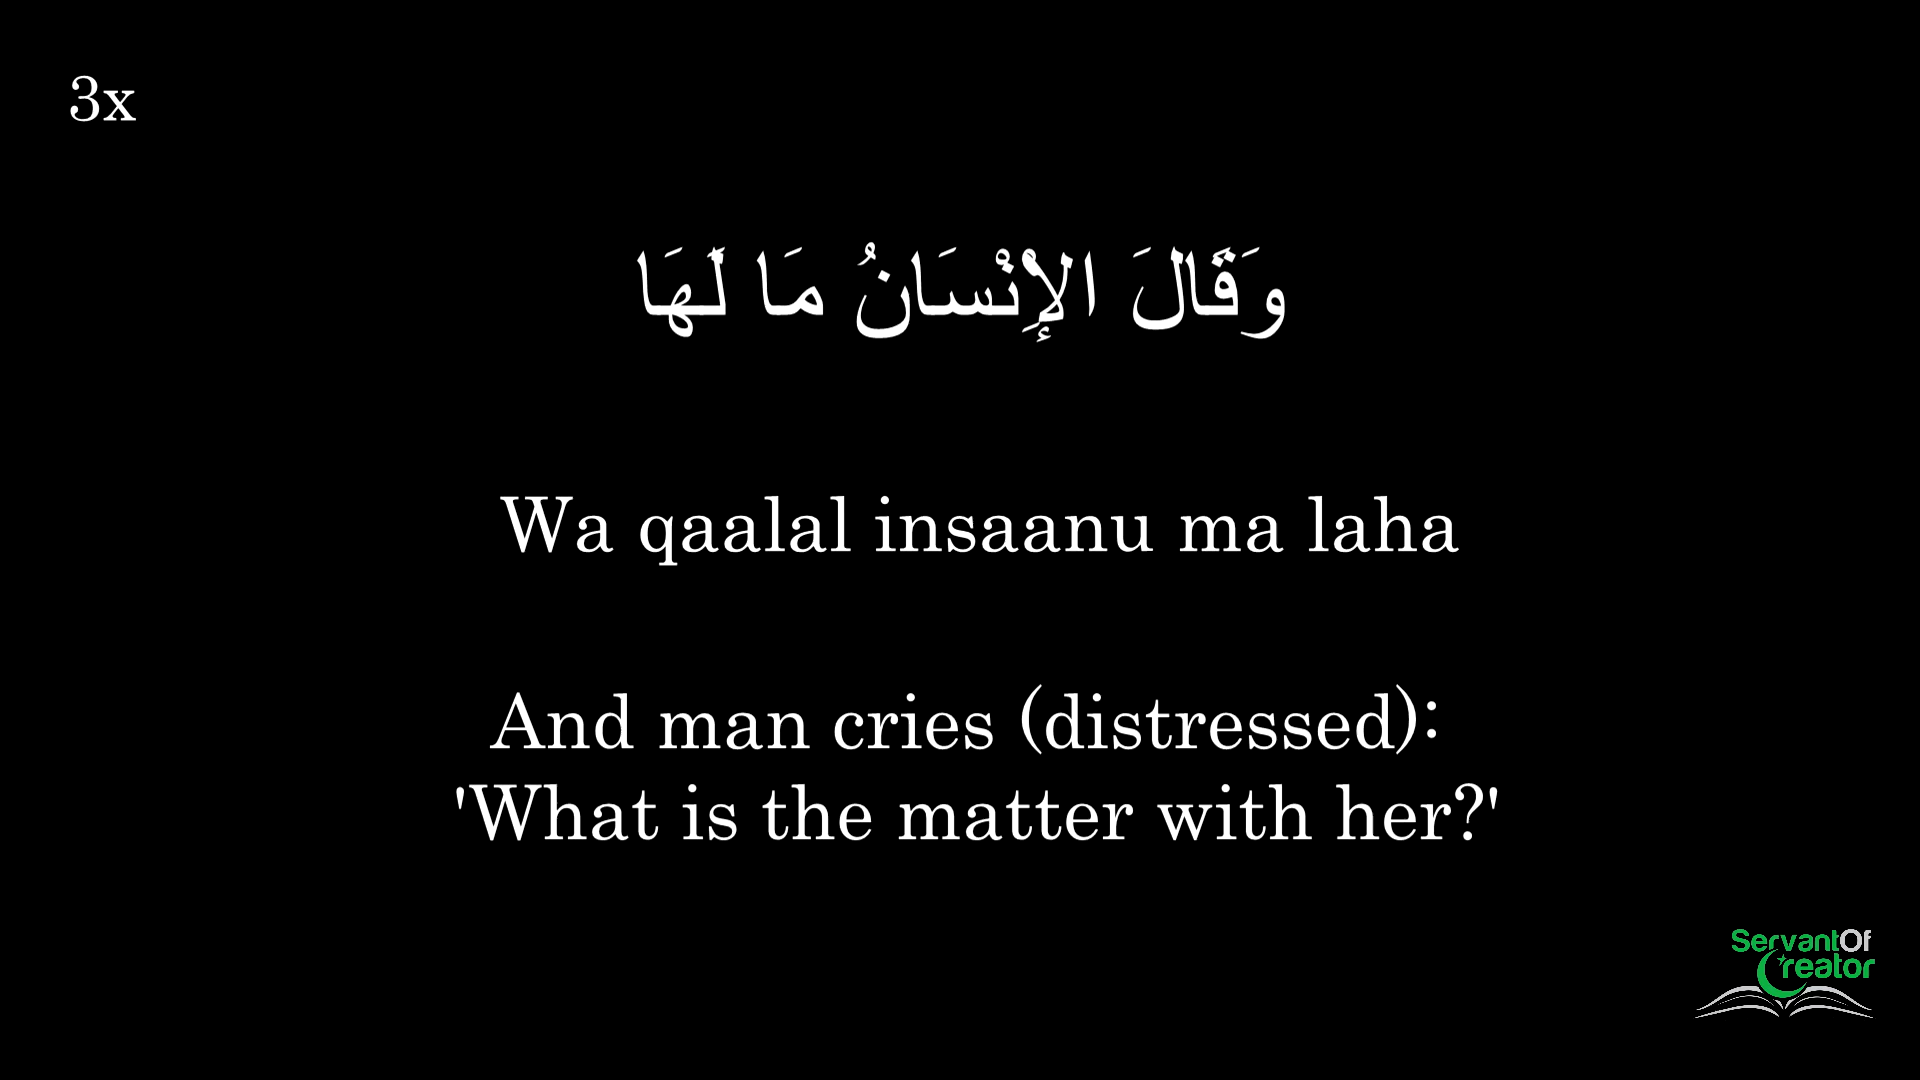 3x
وَقَالَ الإِنْسَانُ مَا لَهَا
Wa qaalal insaanu ma laha
And man cries (distressed):
'What is the matter with her?'
ServantOf
Creator